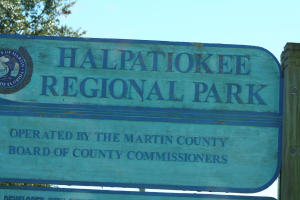 HALPATIOKEE
REGIONAL PARK
OPERATED BY THE MARTIN COUNTY
BOARD OF COUNTY COMMISSIONERS